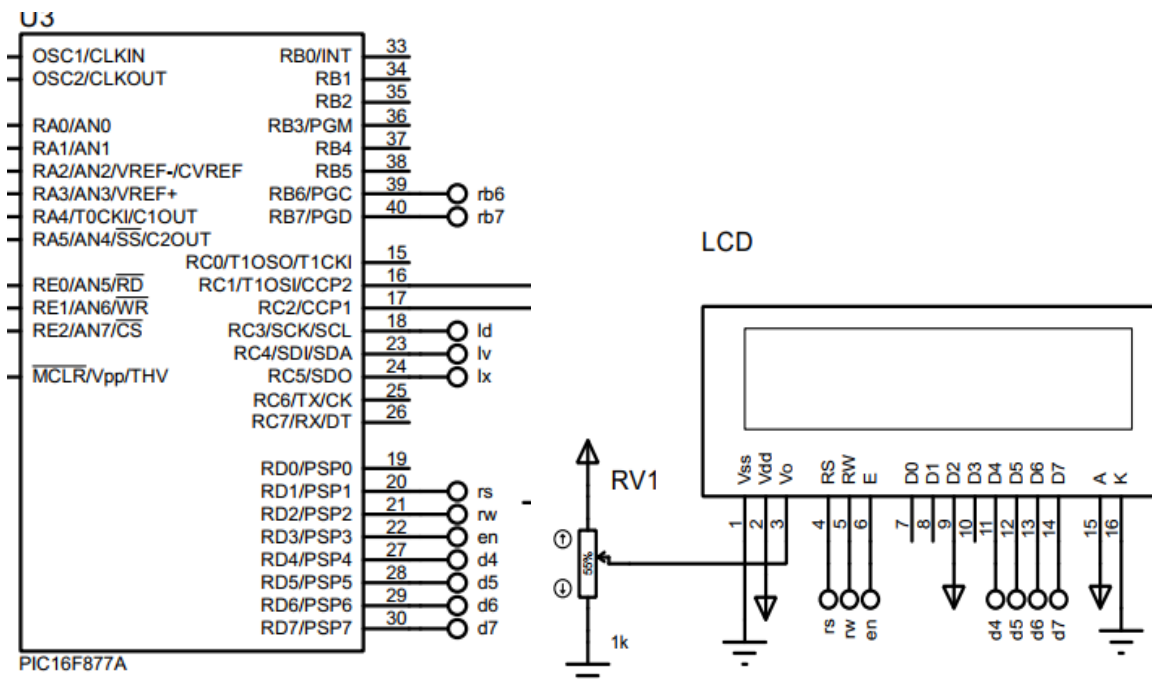 U3
OSC1/CLKIN
OSC2/CLKOUT
RA0/AN0
RA1/AN1
RA2/AN2/VREF-/CVREF
RA3/AN3/VREF+
RA4/T0CKI/C1OUT
RA5/AN4/SS/C2OUT
RE0/AN5/RD
RE1/AN6/WR
RE2/AN7/CS
MCLR/Vpp/THV
RB0/INT 33
RB1 34
RB2 35
RB3/PGM 36
RB4 37
RB5 38
RB6/PGC 39 rb6
RB7/PGD 40 rb7
RC0/T1OSO/T1CKI 15
RC1/T1OSI/CCP2 16
RC2/CCP1 17
RC3/SCK/SCL 18 ld
RC4/SDI/SDA 23 lv
RC5/SDO 24 lx
RC6/TX/CK 25
RC7/RX/DT 26
RD0/PSP0 19
RD1/PSP1 20 rs
RD2/PSP2 21 rw
RD3/PSP3 22 en
RD4/PSP4 27 d4
RD5/PSP5 28 d5
RD6/PSP6 29 d6
RD7/PSP7 30 d7
PIC16F877A
LCD
RV1
55%
1k
Vss Vdd Vo RS RW E D0 D1 D2 D3 D4 D5 D6 D7 A K
1 2 3 4 5 6 7 8 9 10 11 12 13 14 15 16
rs rw en d4 d5 d6 d7